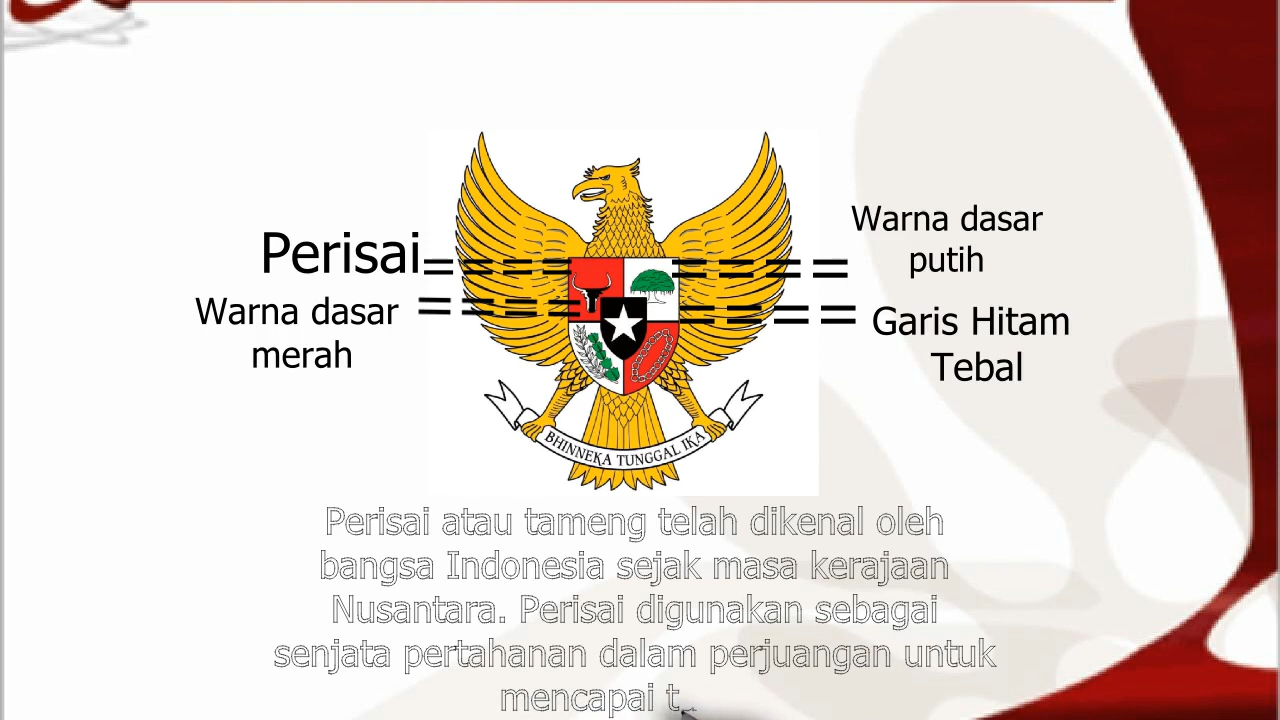 Perisai
Warna dasar
merah
Warna dasar
putih
Garis Hitam
Tebal
BHINNEKA TUNGGAL IKA
Perisai atau tameng telah dikenal oleh
bangsa Indonesia sejak masa kerajaan
Nusantara. Perisai digunakan sebagai
senjata pertahanan dalam perjuangan untuk
mencapai t